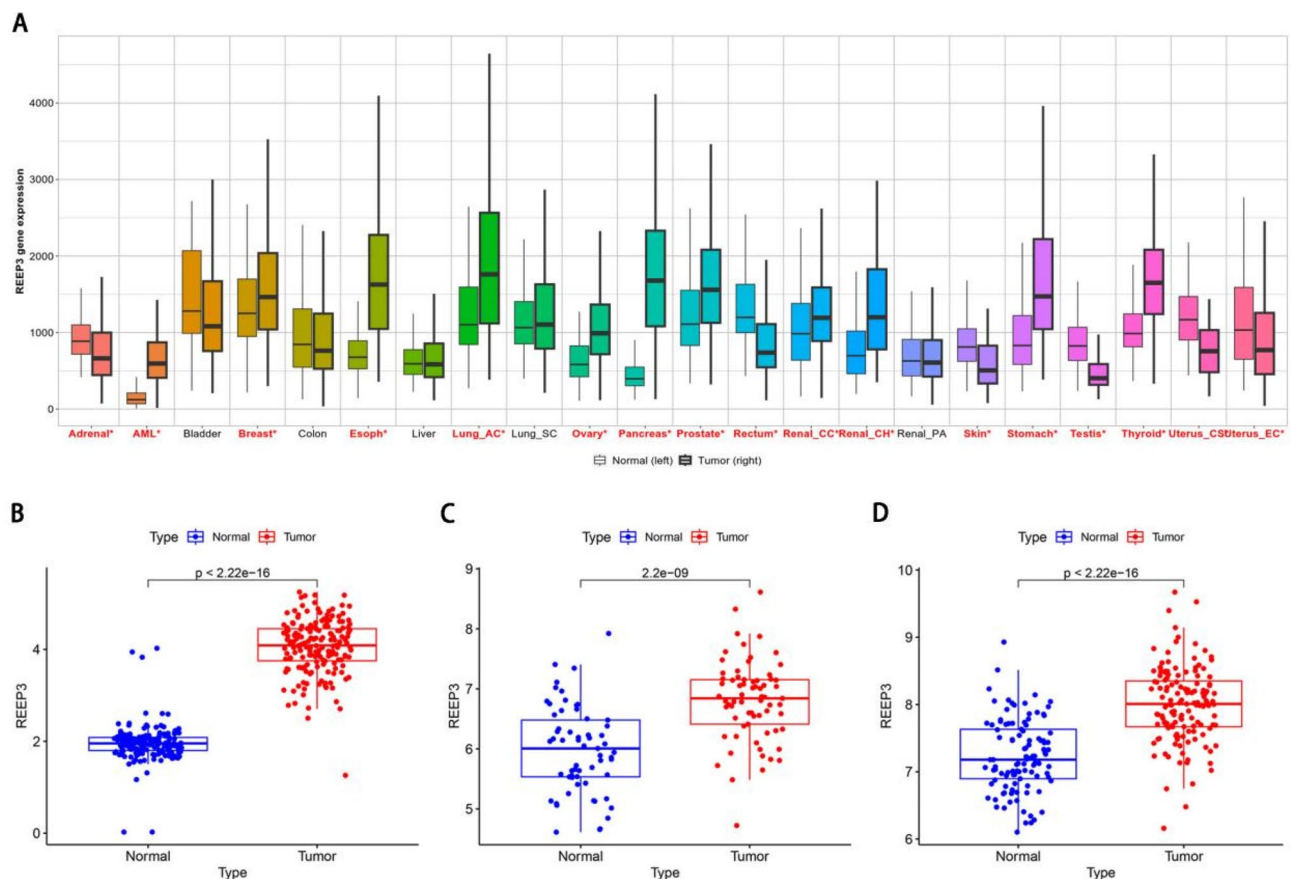 A
REEP3 gene expression
4000
3000
2000
1000
0
Adrenal* AML* Bladder Breast* Colon Esoph* Liver Lung_AC* Lung_SC Ovary* Pancreas* Prostate* Rectum* Renal_CC* Renal_CH* Renal_PA Skin* Stomach* Testis* Thyroid* Uterus_CS* Uterus_EC*
Normal (left) Tumor (right)
B
Type Normal Tumor
p < 2.22e−16
REEP3
4
2
0
Normal Tumor
Type
C
Type Normal Tumor
2.2e−09
REEP3
9
8
7
6
5
Normal Tumor
Type
D
Type Normal Tumor
p < 2.22e−16
REEP3
10
9
8
7
6
Normal Tumor
Type